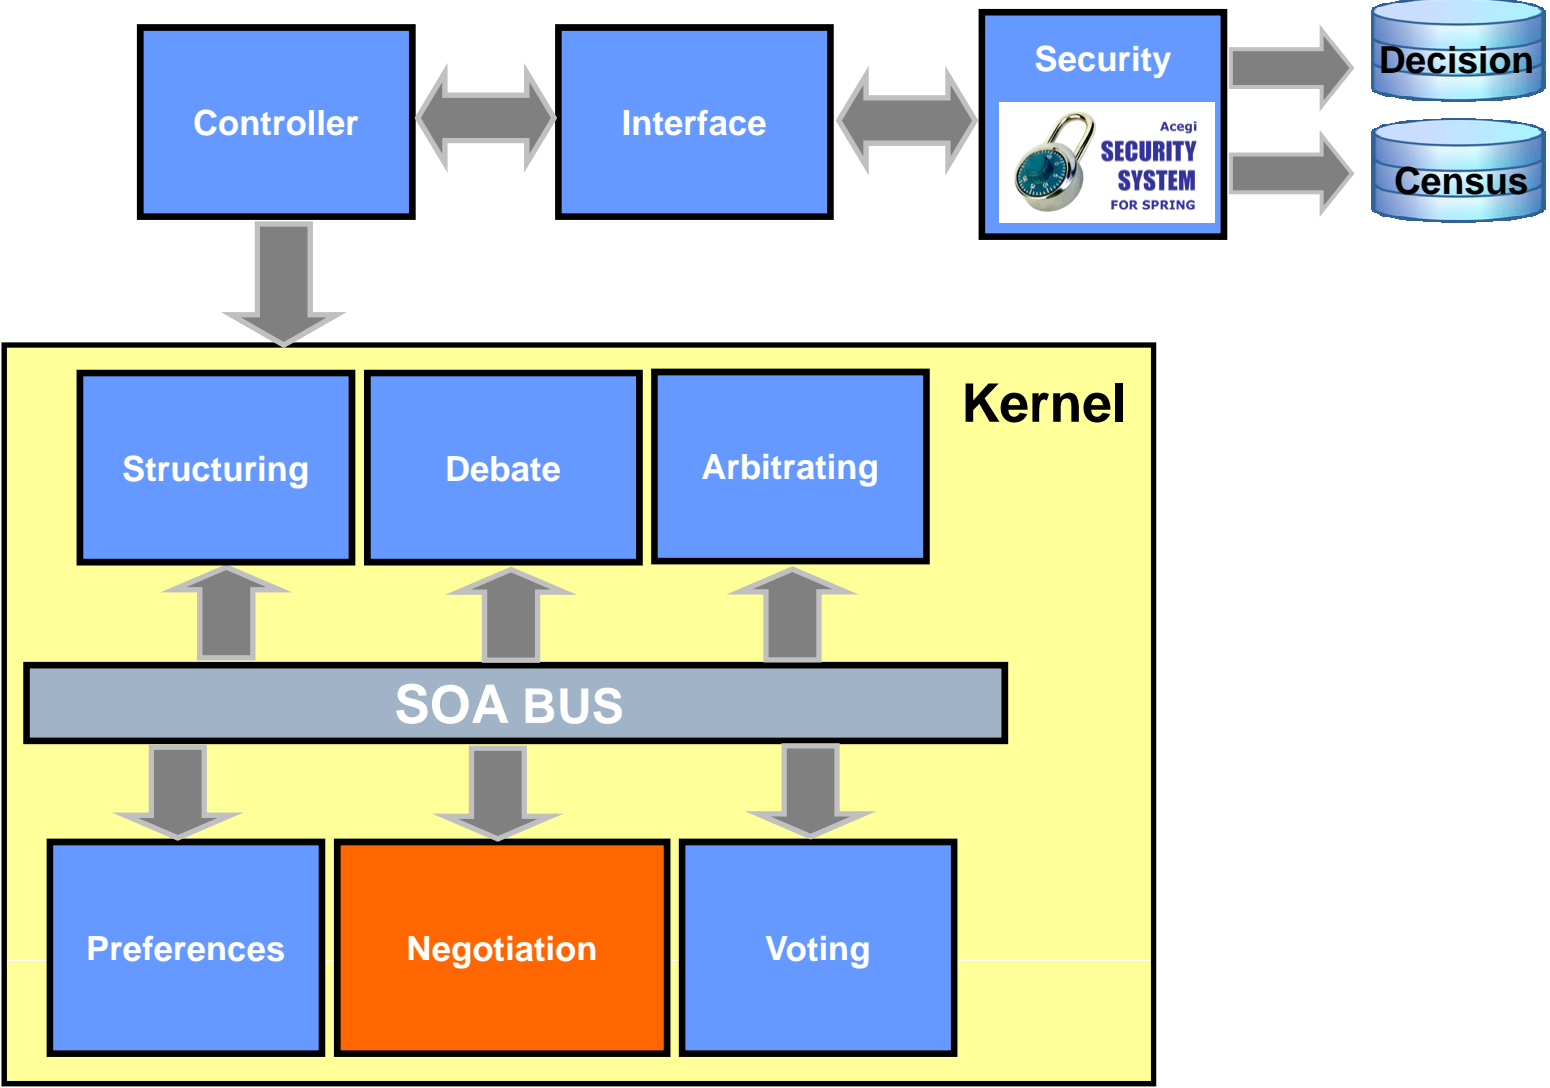 Controller
Interface
Security
Acegi
SECURITY
SYSTEM
FOR SPRING
Decision
Census
Kernel
Structuring
Debate
Arbitrating
SOA BUS
Preferences
Negotiation
Voting